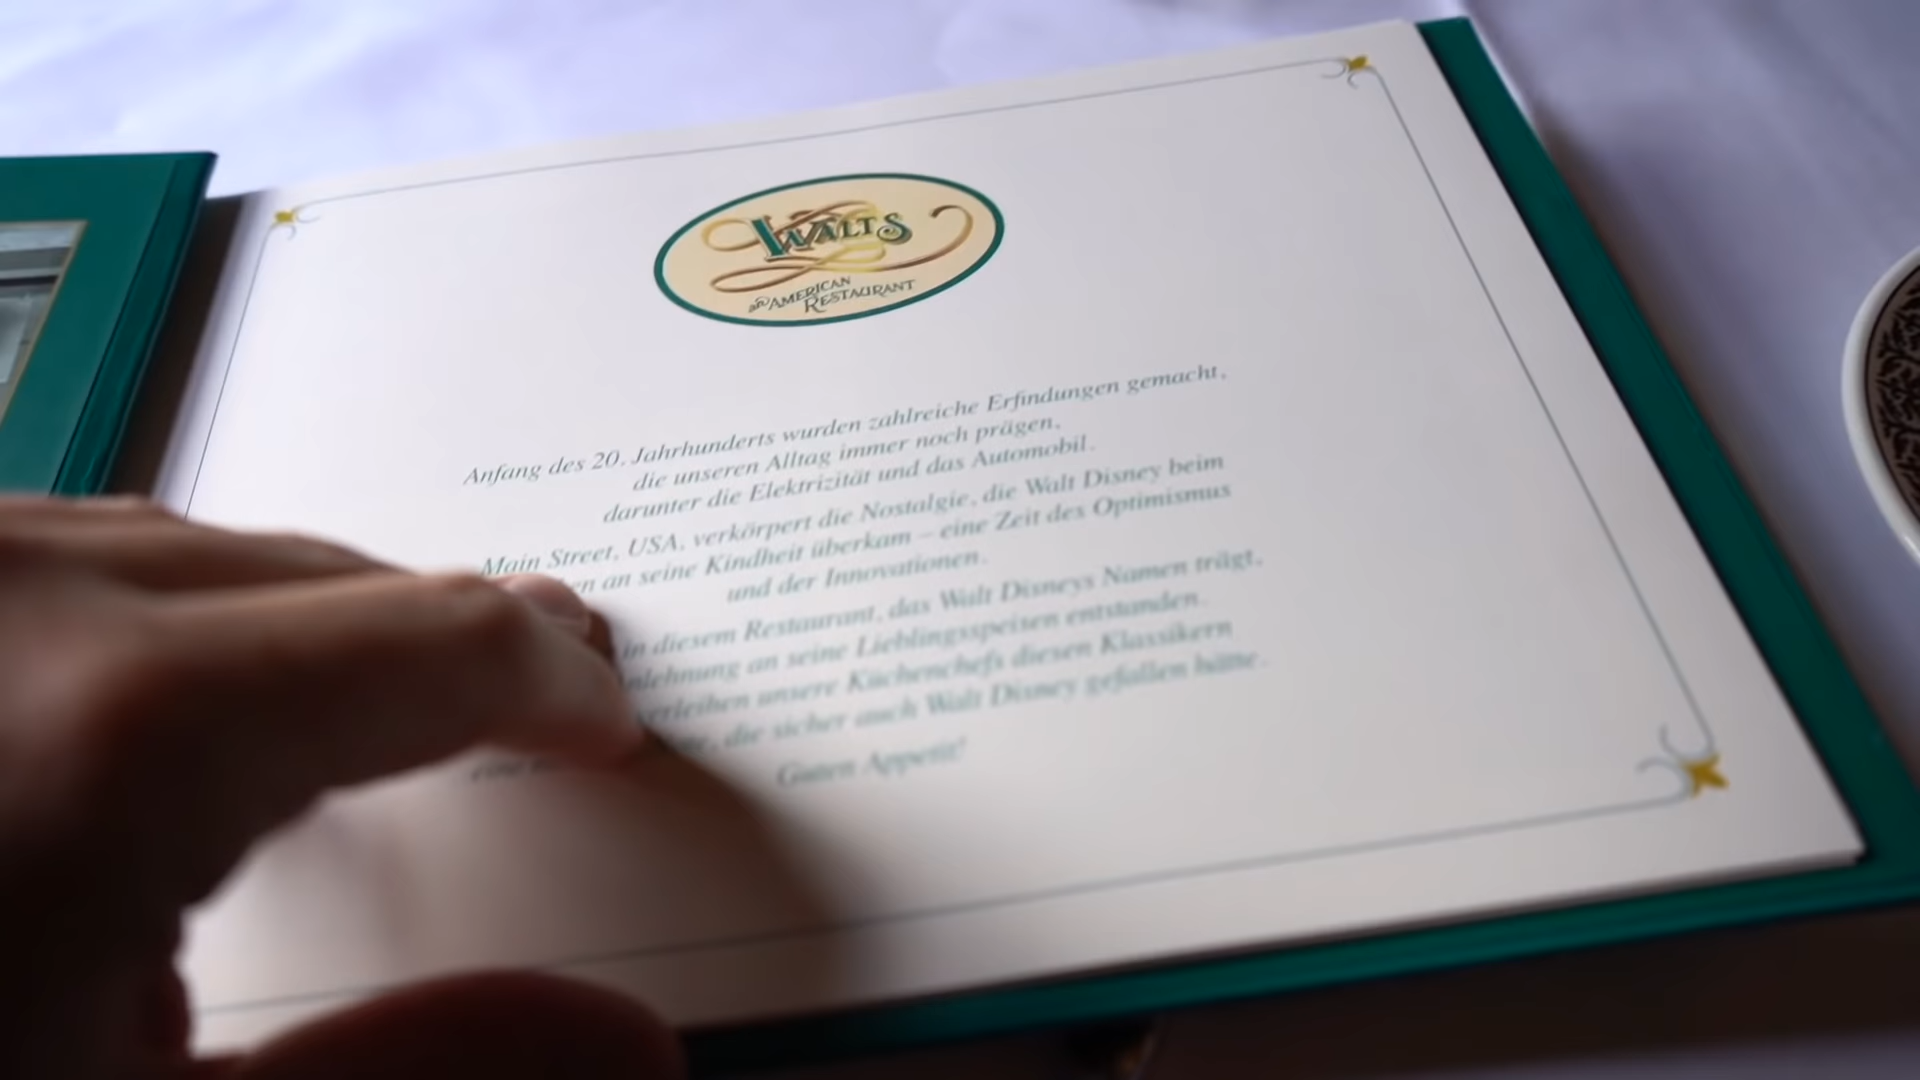 WALT'S
an AMERICAN
RESTAURANT
Anfang des 20. Jahrhunderts wurden zahlreiche Erfindungen gemacht,
die unseren Alltag immer noch prägen,
darunter die Elektrizität und das Automobil.
Main Street, USA, verkörpert die Nostalgie, die Walt Disney beim
an seine Kindheit überkam – eine Zeit des Optimismus
und der Innovationen.
in diesem Restaurant, das Walt Disneys Namen trägt,
an seine Lieblingsspeisen entstanden.
unsere Küchenchefs diesen Klassikern
die sicher auch Walt Disney gefallen hätte.
Guten Appetit!